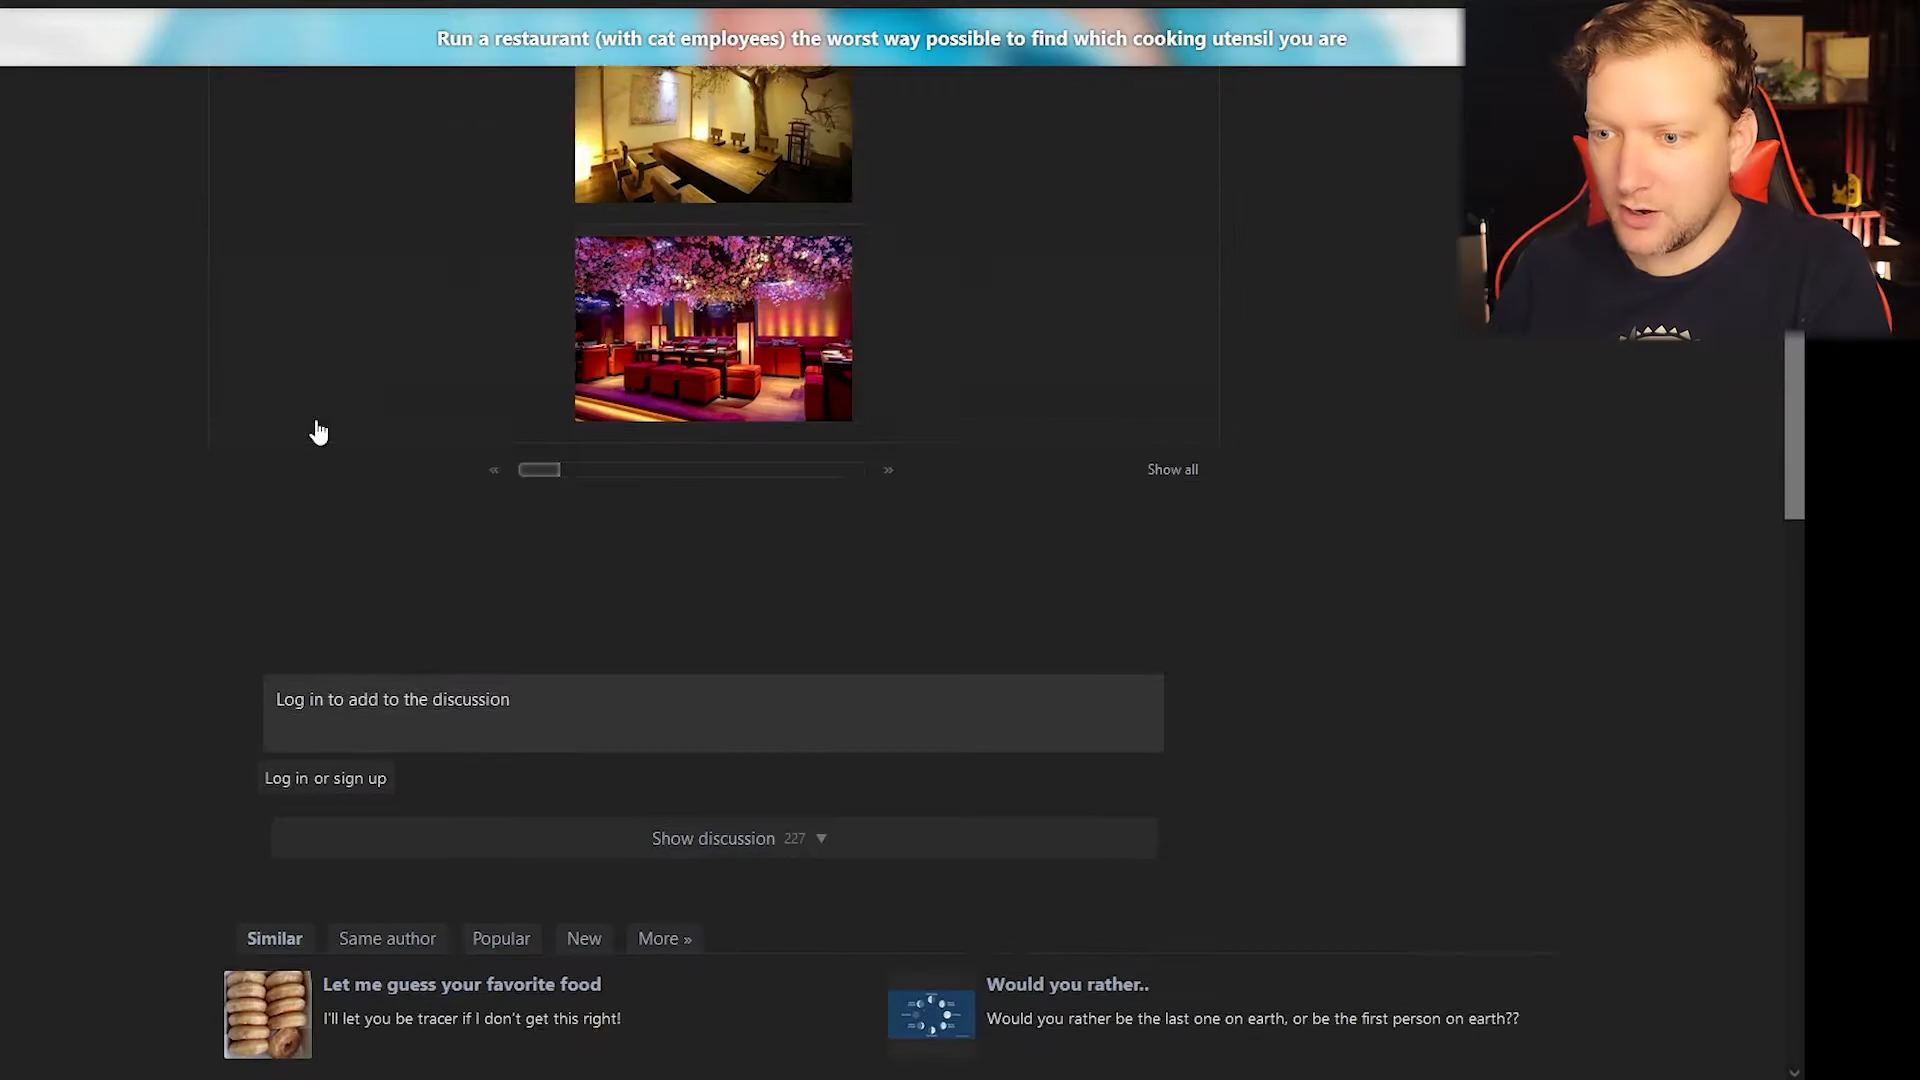 Run a restaurant (with cat employees) the worst way possible to find which cooking utensil you are
« » Show all
Log in to add to the discussion
Log in or sign up
Show discussion 227 ▼
Similar Same author Popular New More »
Let me guess your favorite food
I'll let you be tracer if I don't get this right!
Would you rather..
Would you rather be the last one on earth, or be the first person on earth??